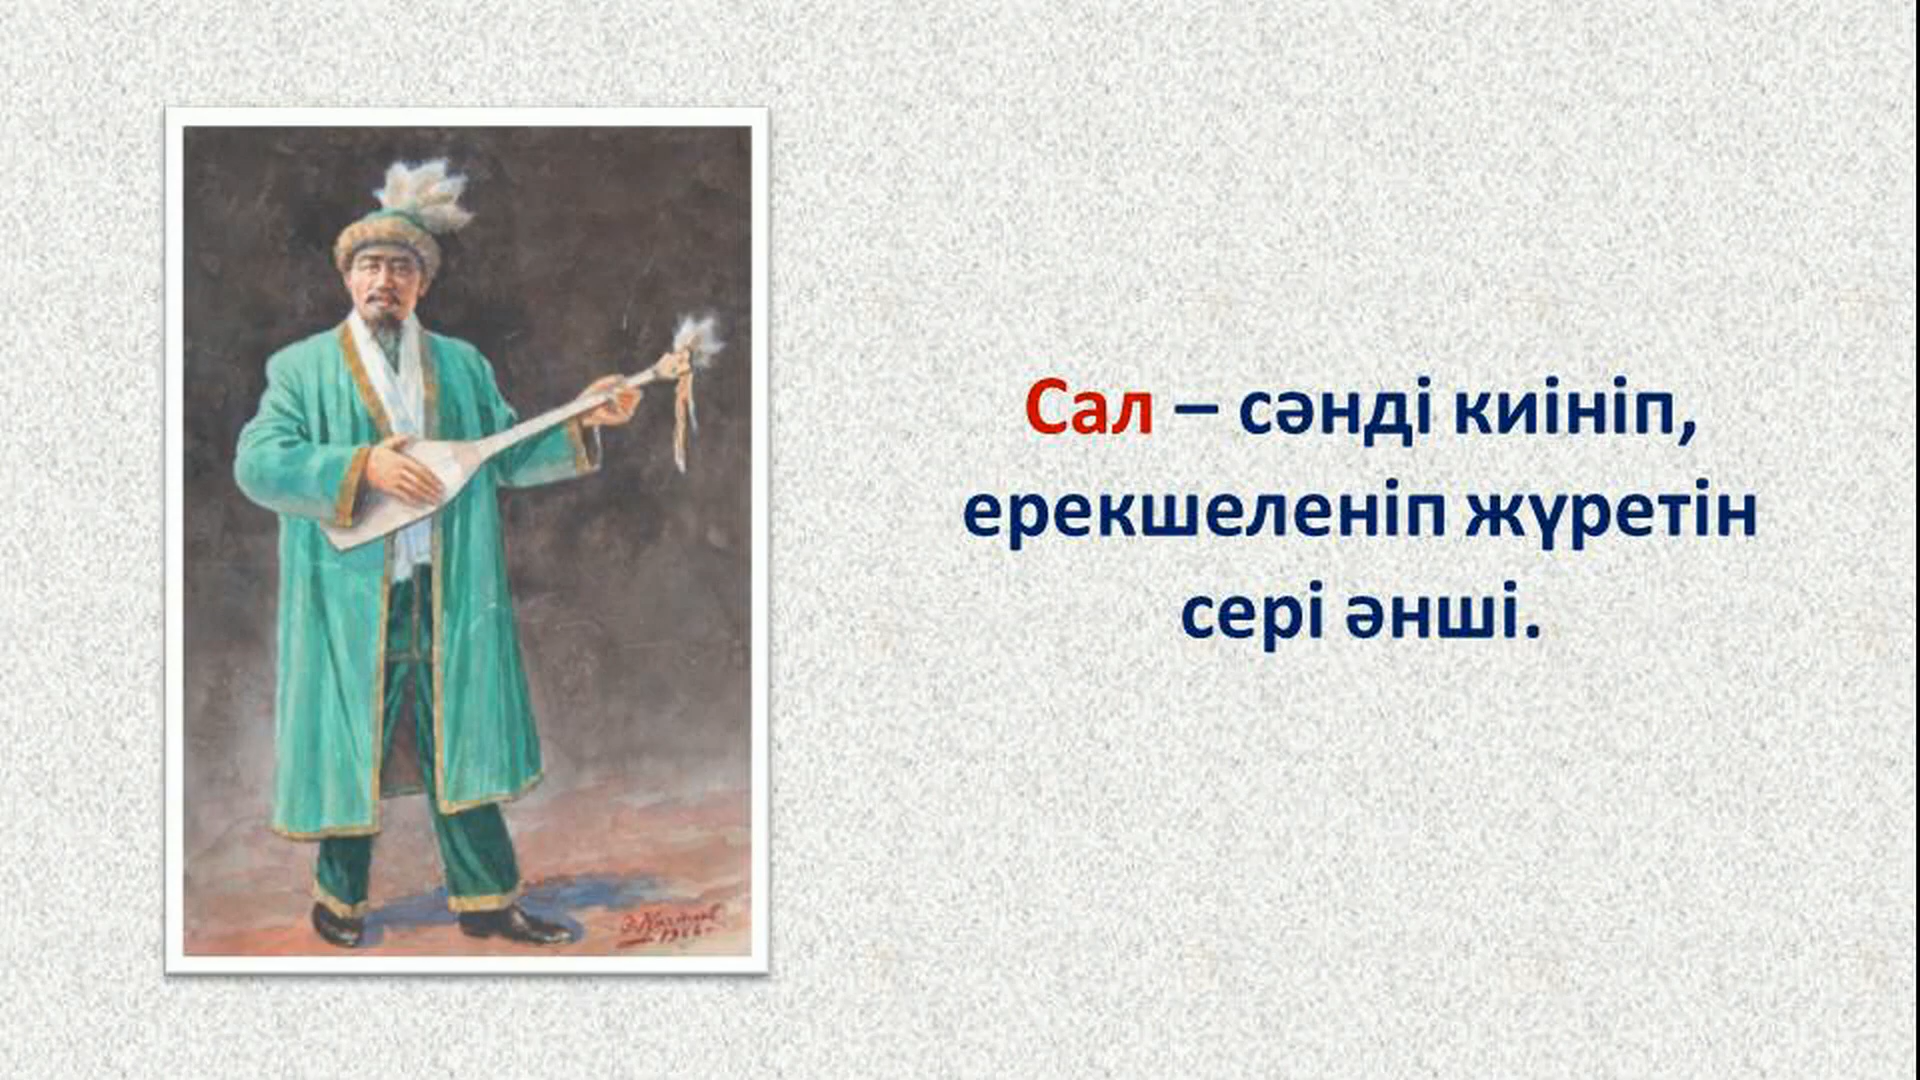 Сал – сәнді киініп,
ерекшеленіп жүретін
сері әнші.